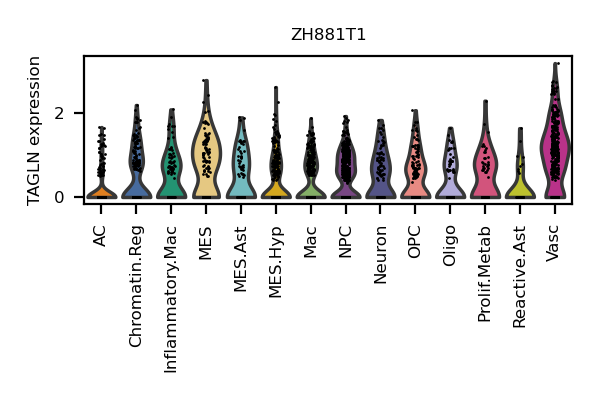 ZH881T1
TAGLN expression
2
0
AC
Chromatin.Reg
Inflammatory.Mac
MES
MES.Ast
MES.Hyp
Mac
NPC
Neuron
OPC
Oligo
Prolif.Metab
Reactive.Ast
Vasc